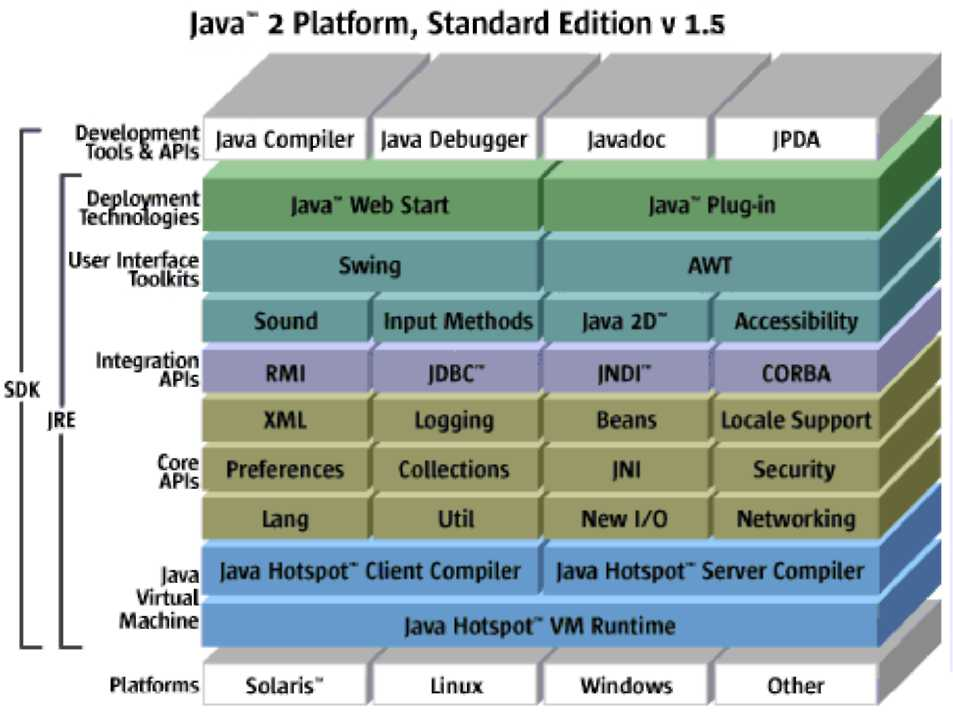 Java™ 2 Platform, Standard Edition v 1.5
Development
Tools & APIs
Java Compiler
Java Debugger
Javadoc
JPDA
Deployment
Technologies
Java™ Web Start
Java™ Plug-in
User Interface
Toolkits
Swing
AWT
Sound
Input Methods
Java 2D™
Accessibility
Integration
APIs
RMI
JDBC™
JNDI™
CORBA
SDK
JRE
XML
Logging
Beans
Locale Support
Core
APIs
Preferences
Collections
JNI
Security
Lang
Util
New I/O
Networking
Java
Virtual
Machine
Java Hotspot™ Client Compiler
Java Hotspot™ Server Compiler
Java Hotspot™ VM Runtime
Platforms
Solaris™
Linux
Windows
Other